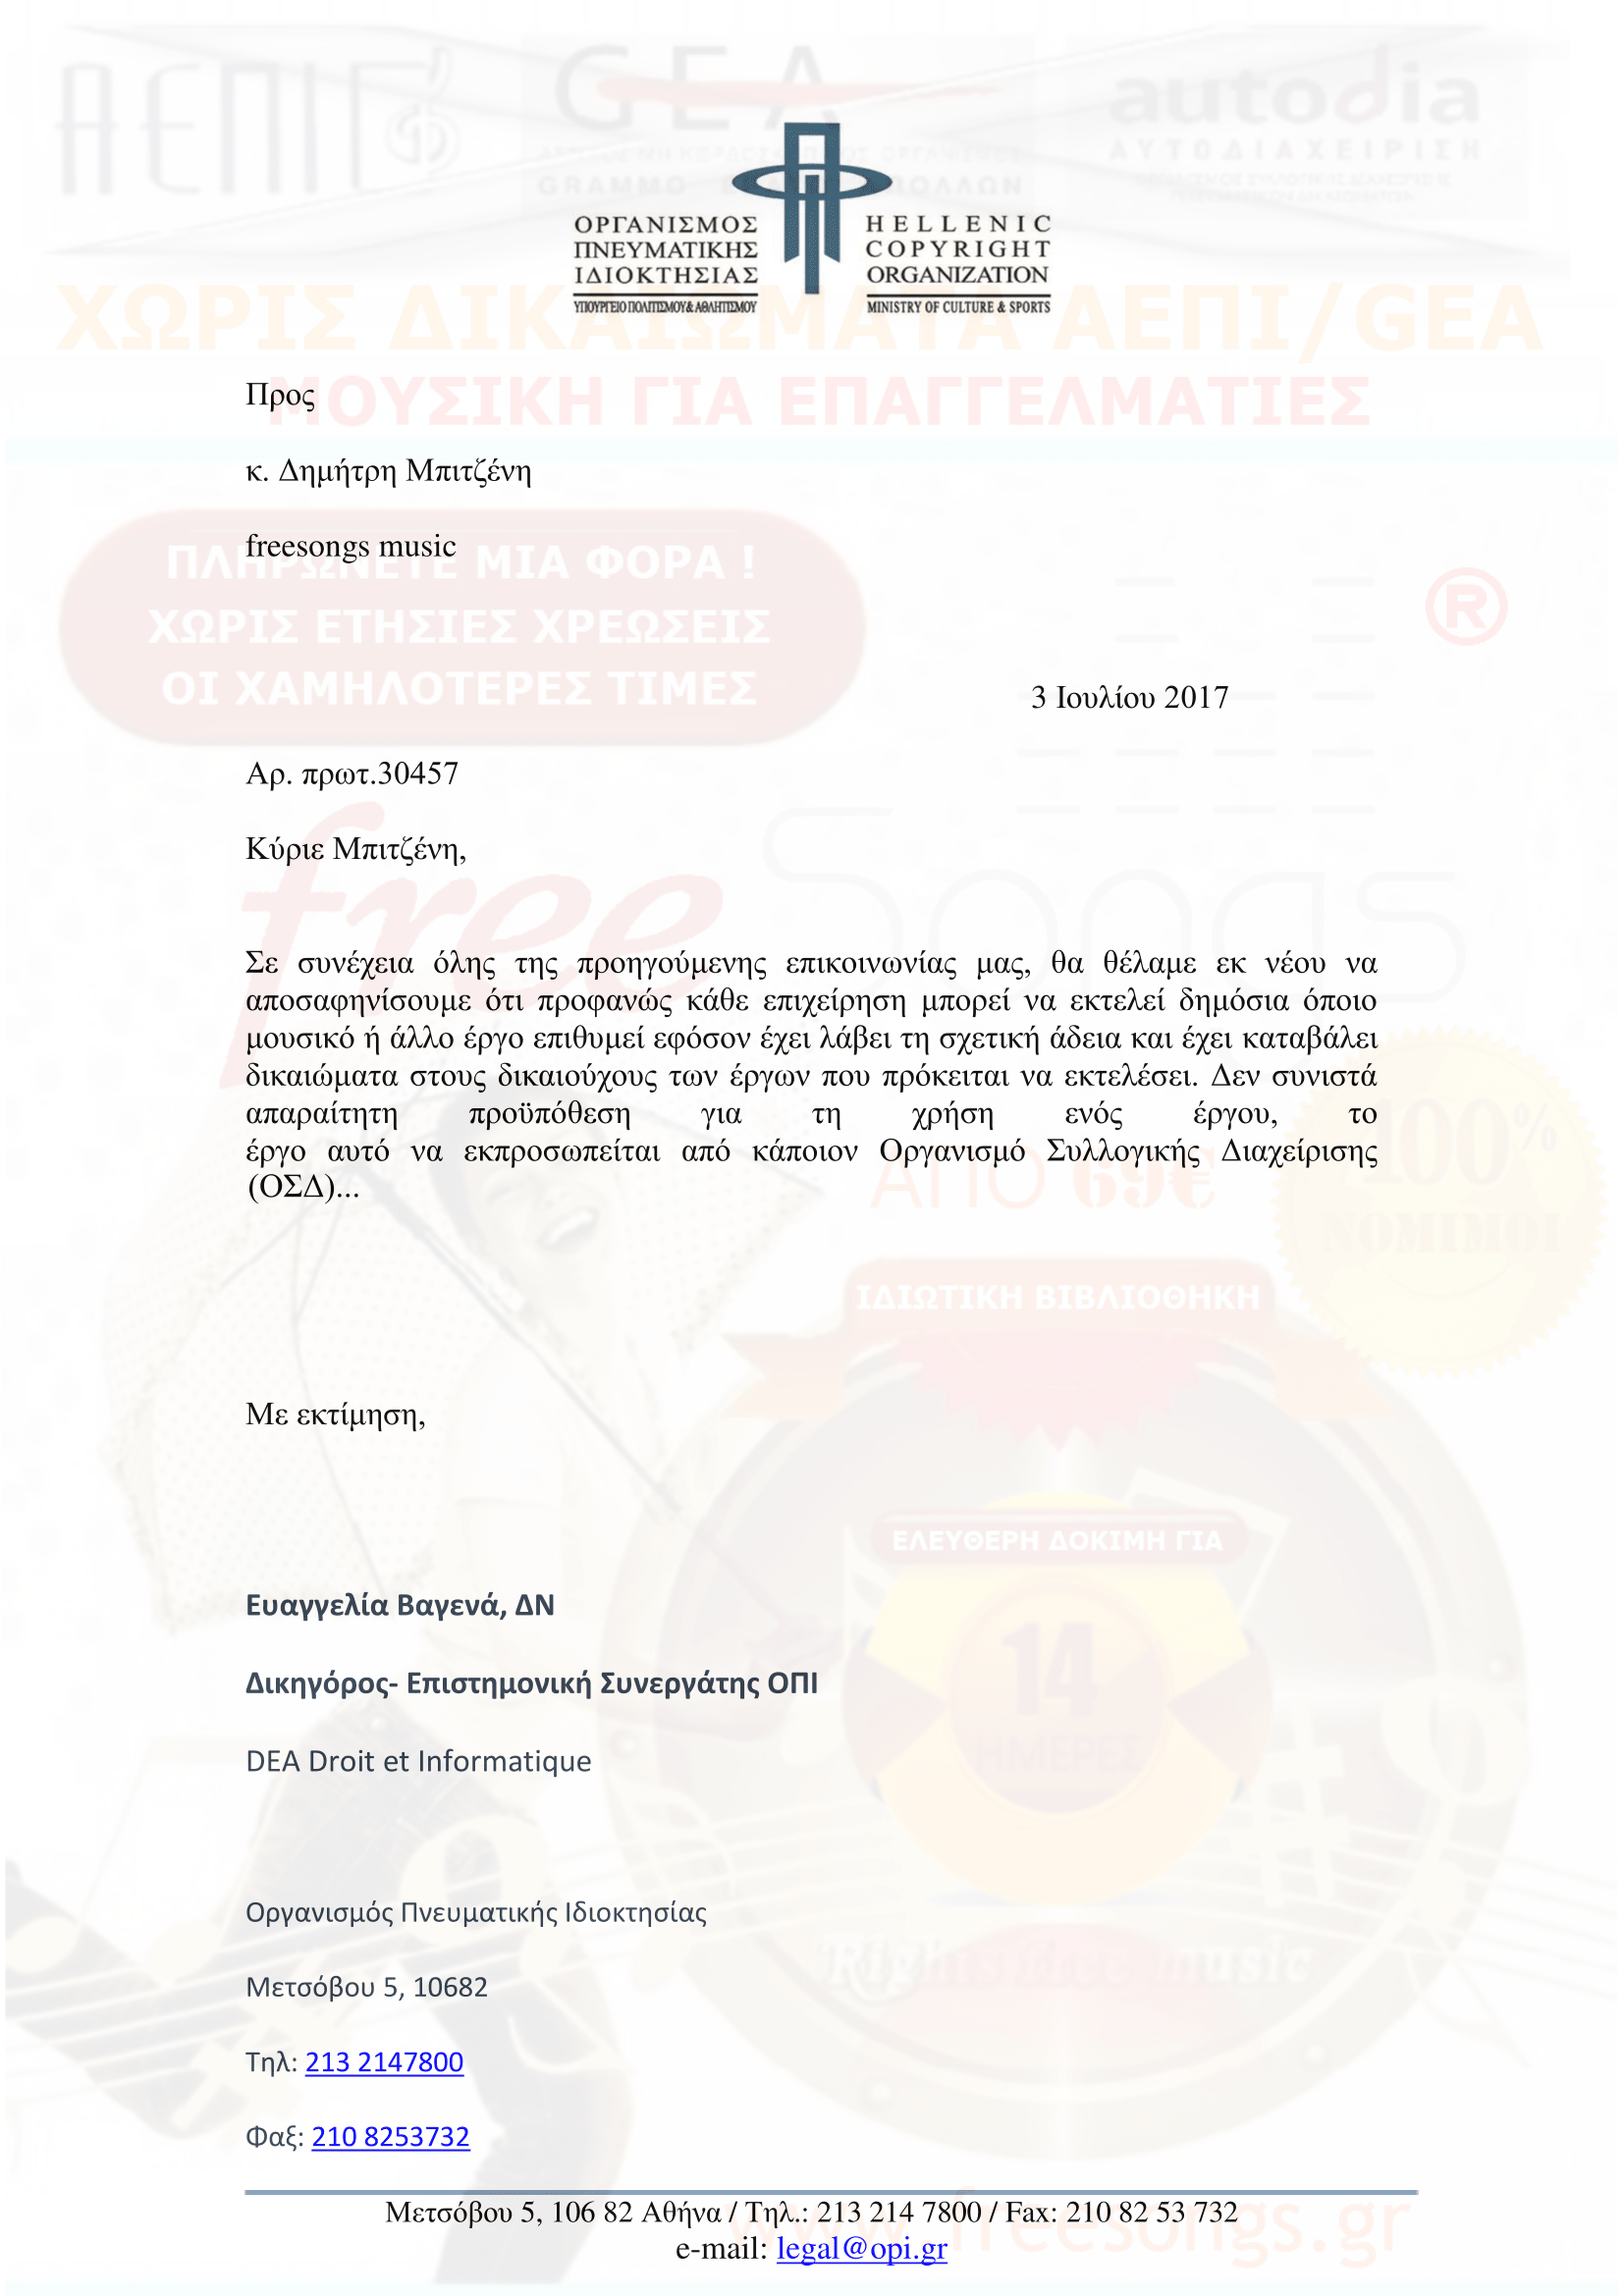 ΑΕΠΙ
GEA
autodia
ΑΥΤΟΔΙΑΧΕΙΡΙΣΗ
GRAMMO
ΟΡΓΑΝΙΣΜΟΣ
ΠΝΕΥΜΑΤΙΚΗΣ
ΙΔΙΟΚΤΗΣΙΑΣ
ΥΠΟΥΡΓΕΙΟ ΠΟΛΙΤΙΣΜΟΥ & ΑΘΛΗΤΙΣΜΟΥ
HELLENIC
COPYRIGHT
ORGANIZATION
MINISTRY OF CULTURE & SPORTS
ΧΩΡΙΣ ΔΙΚΑΙΩΜΑΤΑ ΑΕΠΙ/GEA
ΜΟΥΣΙΚΗ ΓΙΑ ΕΠΑΓΓΕΛΜΑΤΙΕΣ
Προς
κ. Δημήτρη Μπιτζένη
freesongs music
ΠΛΗΡΩΝΕΤΕ ΜΙΑ ΦΟΡΑ !
ΧΩΡΙΣ ΕΤΗΣΙΕΣ ΧΡΕΩΣΕΙΣ
ΟΙ ΧΑΜΗΛΟΤΕΡΕΣ ΤΙΜΕΣ
®
3 Ιουλίου 2017
Αρ. πρωτ.30457
Κύριε Μπιτζένη,
free Songs
Σε συνέχεια όλης της προηγούμενης επικοινωνίας μας, θα θέλαμε εκ νέου να
αποσαφηνίσουμε ότι προφανώς κάθε επιχείρηση μπορεί να εκτελεί δημόσια όποιο
μουσικό ή άλλο έργο επιθυμεί εφόσον έχει λάβει τη σχετική άδεια και έχει καταβάλει
δικαιώματα στους δικαιούχους των έργων που πρόκειται να εκτελέσει. Δεν συνιστά
απαραίτητη προϋπόθεση για τη χρήση ενός έργου, το
έργο αυτό να εκπροσωπείται από κάποιον Οργανισμό Συλλογικής Διαχείρισης
(ΟΣΔ)...
ΑΠΟ 69€
100%
ΝΟΜΙΜΟΙ
ΙΔΙΩΤΙΚΗ ΒΙΒΛΙΟΘΗΚΗ
Με εκτίμηση,
ΕΛΕΥΘΕΡΗ ΔΟΚΙΜΗ ΓΙΑ
14
ΗΜΕΡΕΣ
Ευαγγελία Βαγενά, ΔΝ
Δικηγόρος- Επιστημονική Συνεργάτης ΟΠΙ
DEA Droit et Informatique
Οργανισμός Πνευματικής Ιδιοκτησίας
Rights free music
Μετσόβου 5, 10682
Τηλ: 213 2147800
Φαξ: 210 8253732
Μετσόβου 5, 106 82 Αθήνα / Τηλ.: 213 214 7800 / Fax: 210 82 53 732
e-mail: legal@opi.gr
www.freesongs.gr